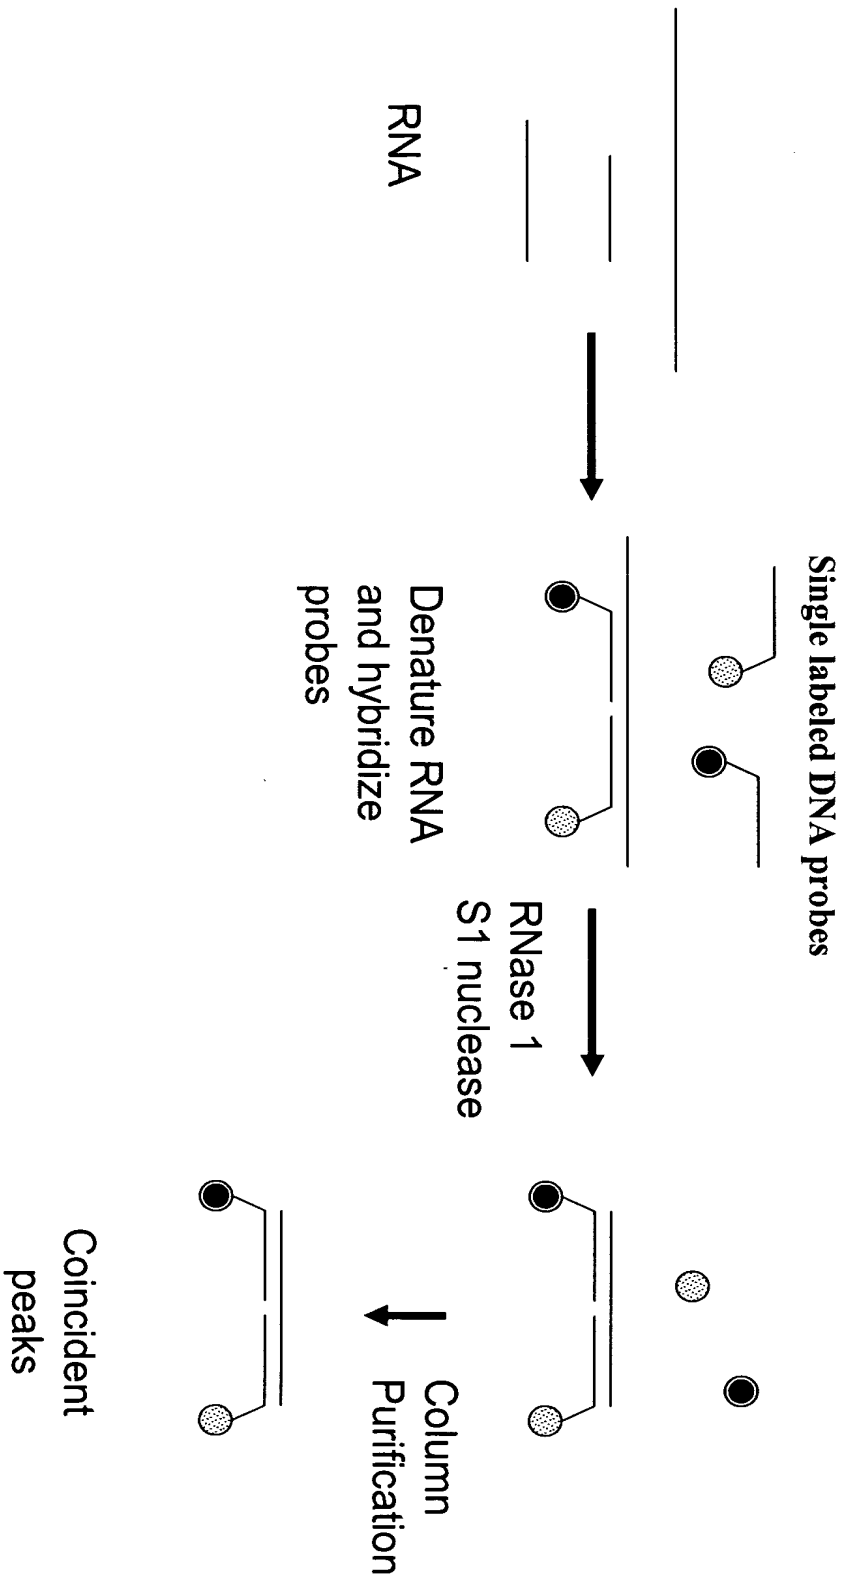 Single labeled DNA probes
RNA
Denature RNA
and hybridize
probes
RNase 1
S1 nuclease
Column
Purification
Coincident
peaks